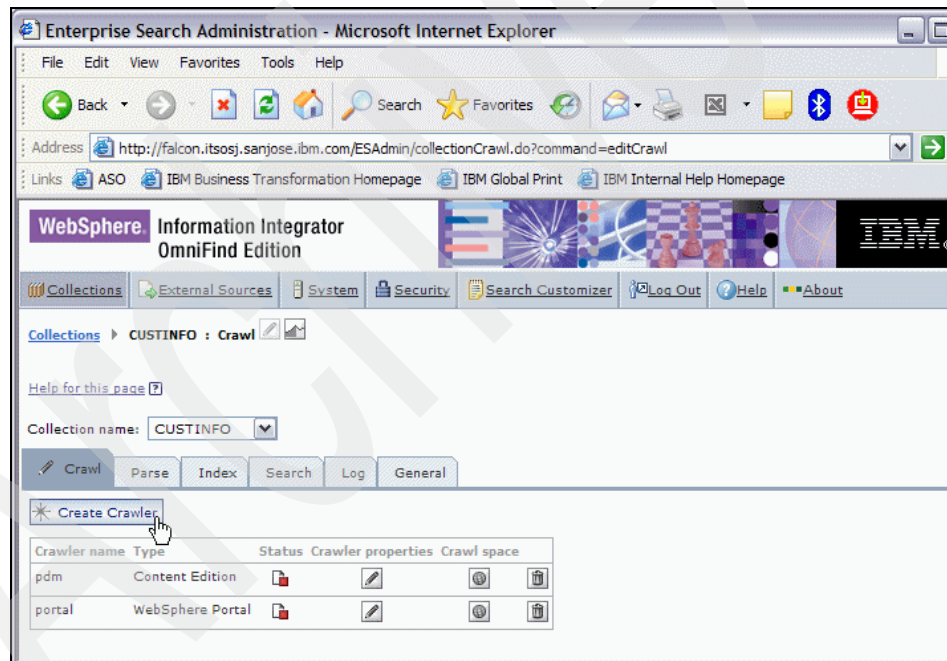 Enterprise Search Administration - Microsoft Internet Explorer
File Edit View Favorites Tools Help
Back Search Favorites
Address http://falcon.itsosj.sanjose.ibm.com/ESAdmin/collectionCrawl.do?command=editCrawl
Links ASO IBM Business Transformation Homepage IBM Global Print IBM Internal Help Homepage
WebSphere. Information Integrator
OmniFind Edition
IBM.
Collections External Sources System Security Search Customizer Log Out Help About
Collections CUSTINFO : Crawl
Help for this page ?
Collection name: CUSTINFO
Crawl Parse Index Search Log General
Create Crawler
Crawler name Type Status Crawler properties Crawl space
pdm Content Edition
portal WebSphere Portal